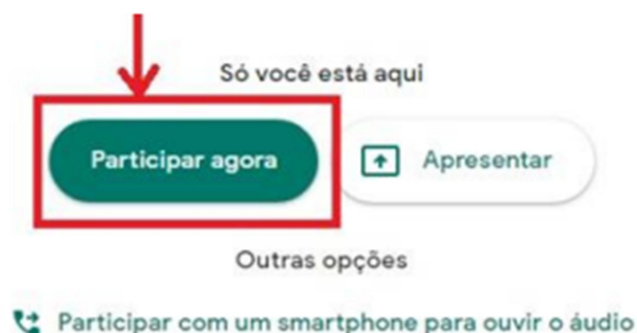 Só você está aqui
Participar agora
Apresentar
Outras opções
Participar com um smartphone para ouvir o áudio